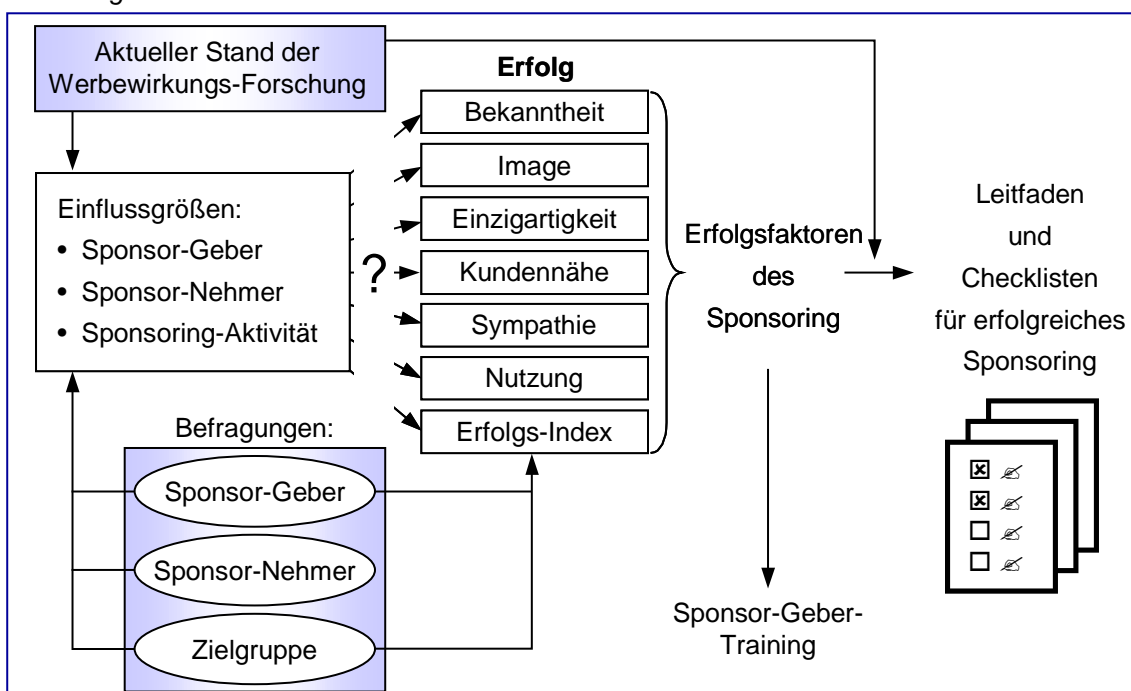 Aktueller Stand der
Werbewirkungs-Forschung
Erfolg
Bekanntheit
Image
Einzigartigkeit
Kundennähe
Sympathie
Nutzung
Erfolgs-Index
Einflussgrößen:
• Sponsor-Geber
• Sponsor-Nehmer
• Sponsoring-Aktivität
?
Erfolgsfaktoren
des
Sponsoring
Leitfaden
und
Checklisten
für erfolgreiches
Sponsoring
Befragungen:
Sponsor-Geber
Sponsor-Nehmer
Zielgruppe
Sponsor-Geber-
Training